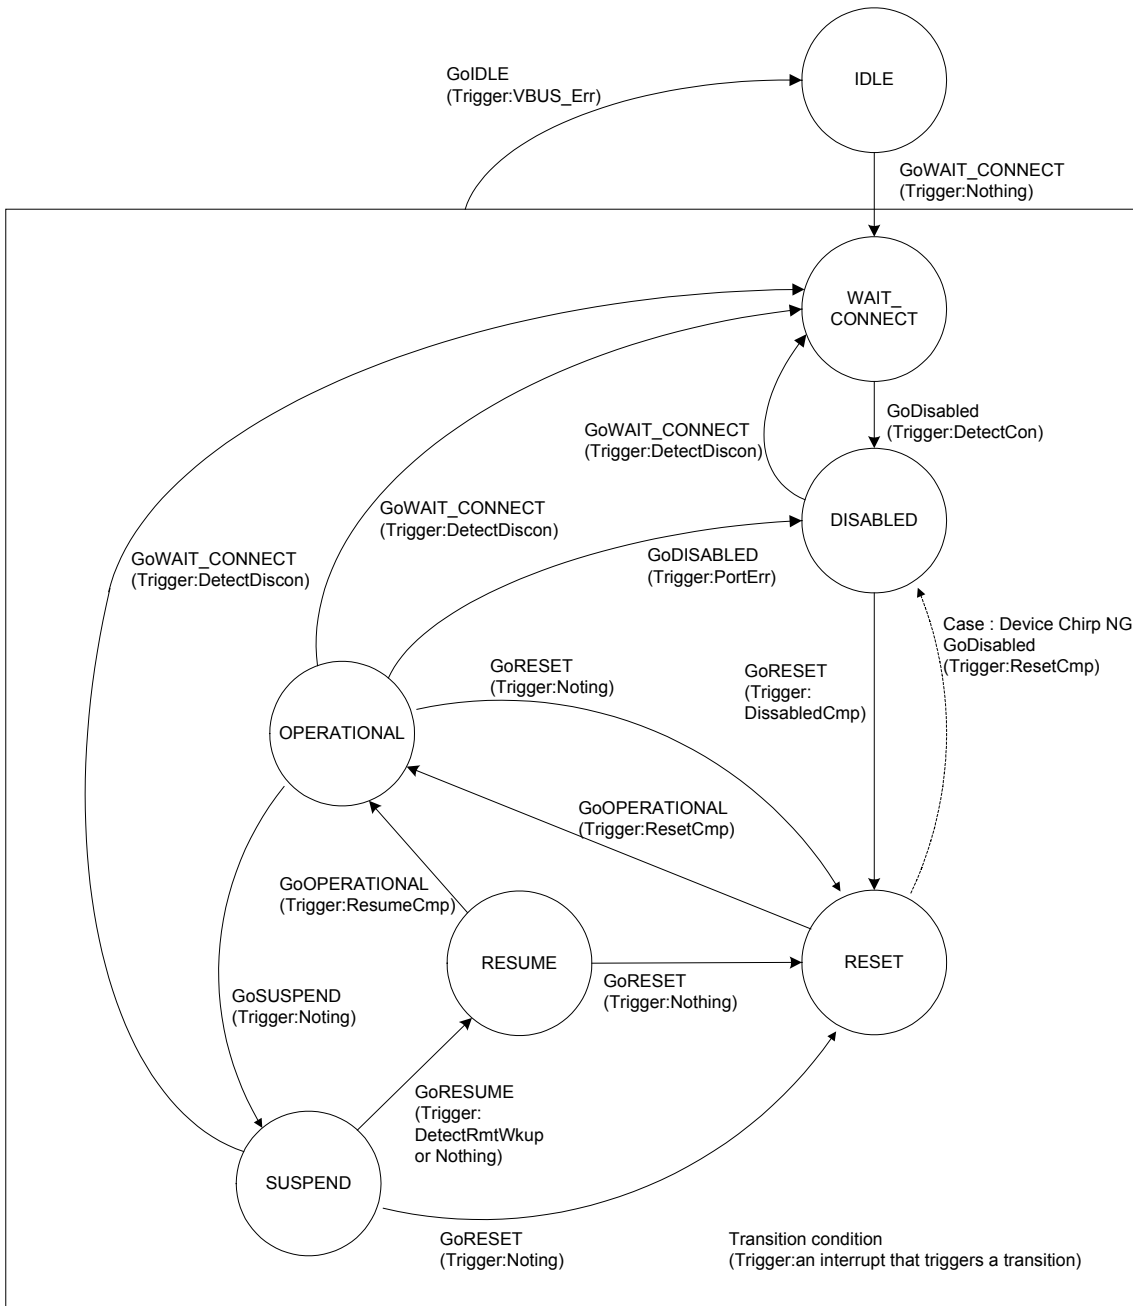 IDLE
GoIDLE
(Trigger:VBUS_Err)
GoWAIT_CONNECT
(Trigger:Nothing)
WAIT_
CONNECT
GoDisabled
(Trigger:DetectCon)
GoWAIT_CONNECT
(Trigger:DetectDiscon)
GoWAIT_CONNECT
(Trigger:DetectDiscon)
DISABLED
GoWAIT_CONNECT
(Trigger:DetectDiscon)
GoDISABLED
(Trigger:PortErr)
Case : Device Chirp NG
GoDisabled
(Trigger:ResetCmp)
GoRESET
(Trigger:Noting)
GoRESET
(Trigger:
DissabledCmp)
OPERATIONAL
GoOPERATIONAL
(Trigger:ResetCmp)
GoOPERATIONAL
(Trigger:ResumeCmp)
RESUME
RESET
GoRESET
(Trigger:Nothing)
GoSUSPEND
(Trigger:Noting)
GoRESUME
(Trigger:
DetectRmtWkup
or Nothing)
SUSPEND
GoRESET
(Trigger:Noting)
Transition condition
(Trigger:an interrupt that triggers a transition)